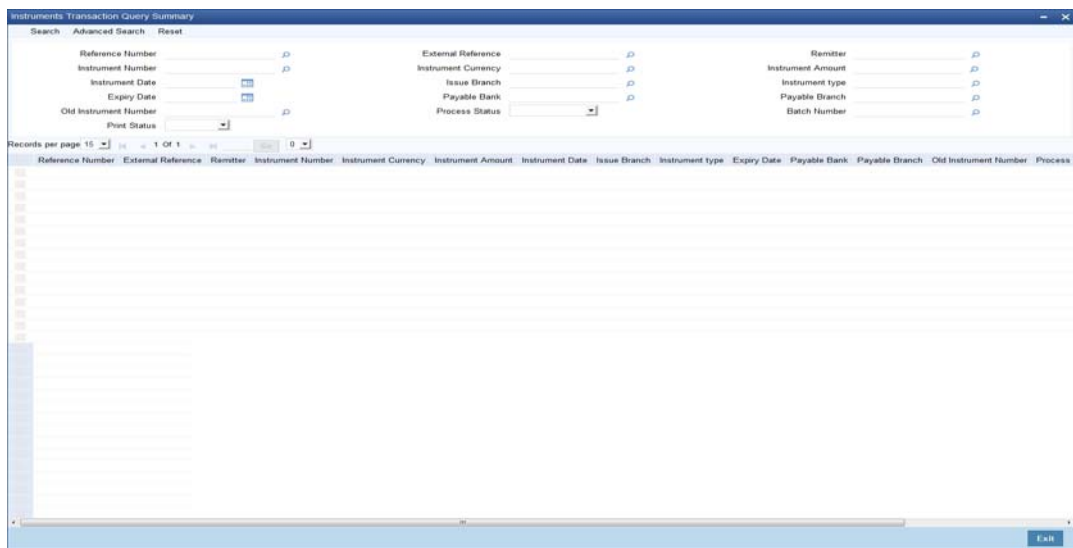 Instruments Transaction Query Summary
Search Advanced Search Reset
Reference Number External Reference Remitter
Instrument Number Instrument Currency Instrument Amount
Instrument Date Issue Branch Instrument type
Expiry Date Payable Bank Payable Branch
Old Instrument Number Process Status Batch Number
Print Status
Records per page 15 1 Of 1 Go 0
Reference Number External Reference Remitter Instrument Number Instrument Currency Instrument Amount Instrument Date Issue Branch Instrument type Expiry Date Payable Bank Payable Branch Old Instrument Number Process
Exit